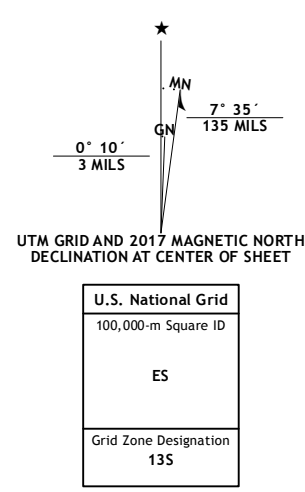 ★
MN
7° 35´
135 MILS
GN
0° 10´
3 MILS
UTM GRID AND 2017 MAGNETIC NORTH
DECLINATION AT CENTER OF SHEET
U.S. National Grid
100,000-m Square ID
ES
Grid Zone Designation
13S